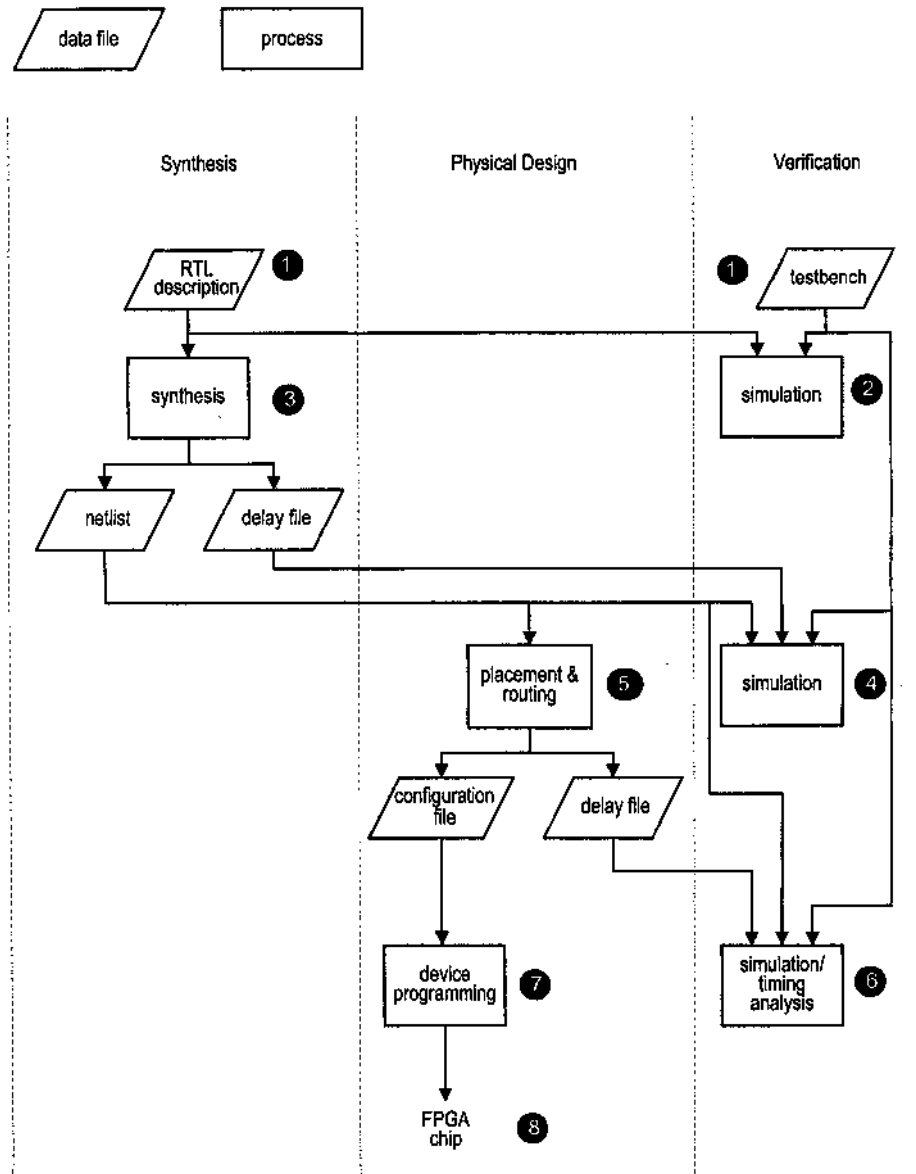 data file
process
Synthesis
Physical Design
Verification
RTL
description
1
1
testbench
synthesis
3
simulation
2
netlist
delay file
placement &
routing
5
simulation
4
configuration
file
delay file
device
programming
7
simulation/
timing
analysis
6
FPGA
chip
8